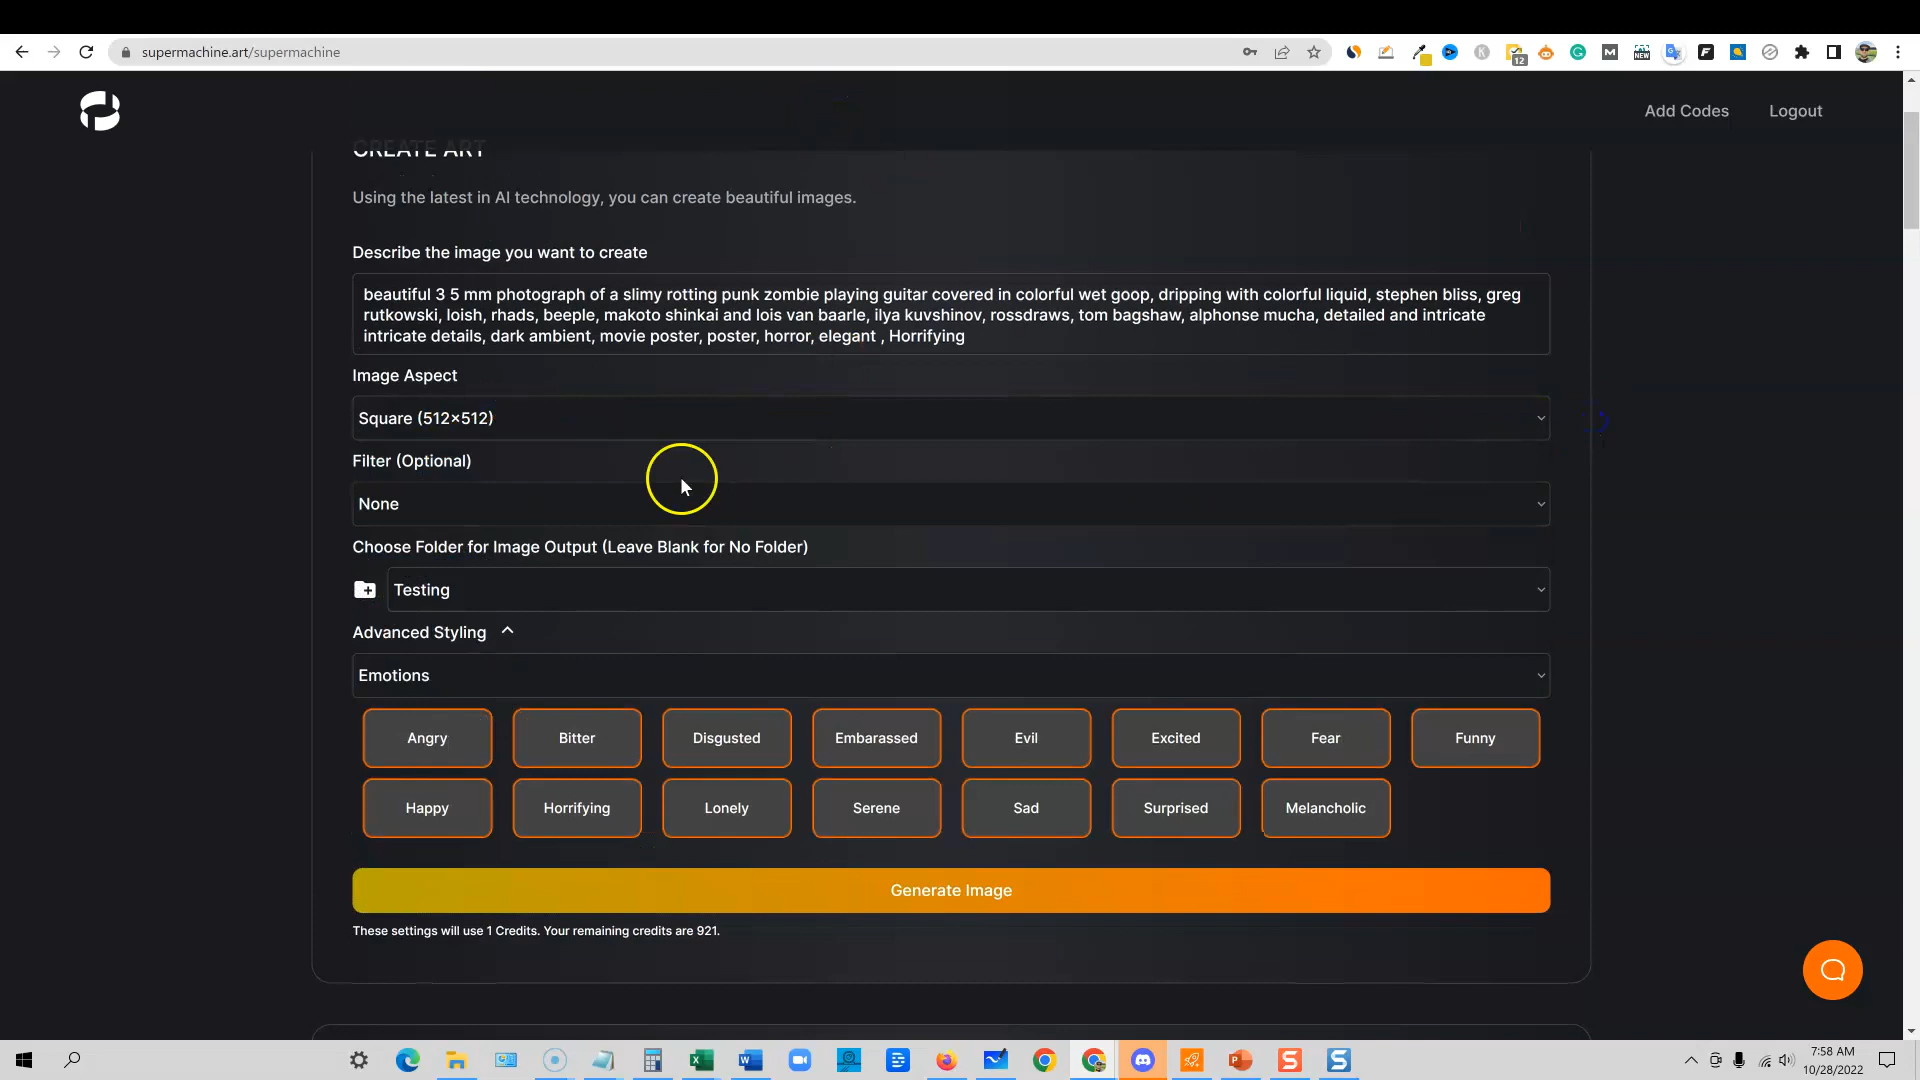 supermachine.art/supermachine
12
NEW
Add Codes
Logout
CREATE ART
Using the latest in AI technology, you can create beautiful images.
Describe the image you want to create
beautiful 3 5 mm photograph of a slimy rotting punk zombie playing guitar covered in colorful wet goop, dripping with colorful liquid, stephen bliss, greg
rutkowski, loish, rhads, beeple, makoto shinkai and lois van baarle, ilya kuvshinov, rossdraws, tom bagshaw, alphonse mucha, detailed and intricate
intricate details, dark ambient, movie poster, poster, horror, elegant , Horrifying
Image Aspect
Square (512×512)
Filter (Optional)
None
Choose Folder for Image Output (Leave Blank for No Folder)
Testing
Advanced Styling
Emotions
Angry
Bitter
Disgusted
Embarassed
Evil
Excited
Fear
Funny
Happy
Horrifying
Lonely
Serene
Sad
Surprised
Melancholic
Generate Image
These settings will use 1 Credits. Your remaining credits are 921.
7:58 AM
10/28/2022